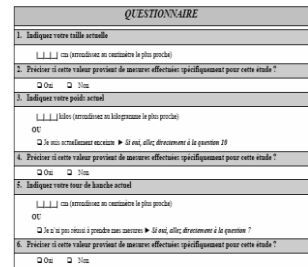 QUESTIONNAIRE
1. Indiquez votre taille actuelle
|_|_|_| cm (arrondissez au centimètre le plus proche)
2. Préciser si cette valeur provient de mesures effectuées spécifiquement pour cette étude ?
❑ Oui ❑ Non
3. Indiquez votre poids actuel
|_|_|_| kilos (arrondissez au kilogramme le plus proche)
OU
❑ Je suis actuellement enceinte ► Si oui, allez directement à la question 10
4. Préciser si cette valeur provient de mesures effectuées spécifiquement pour cette étude ?
❑ Oui ❑ Non
5. Indiquez votre tour de hanche actuel
|_|_|_| cm (arrondissez au centimètre le plus proche)
OU
❑ Je n'ai pas réussi à prendre mes mesures ► Si oui, allez directement à la question 7
6. Préciser si cette valeur provient de mesures effectuées spécifiquement pour cette étude ?
❑ Oui ❑ Non